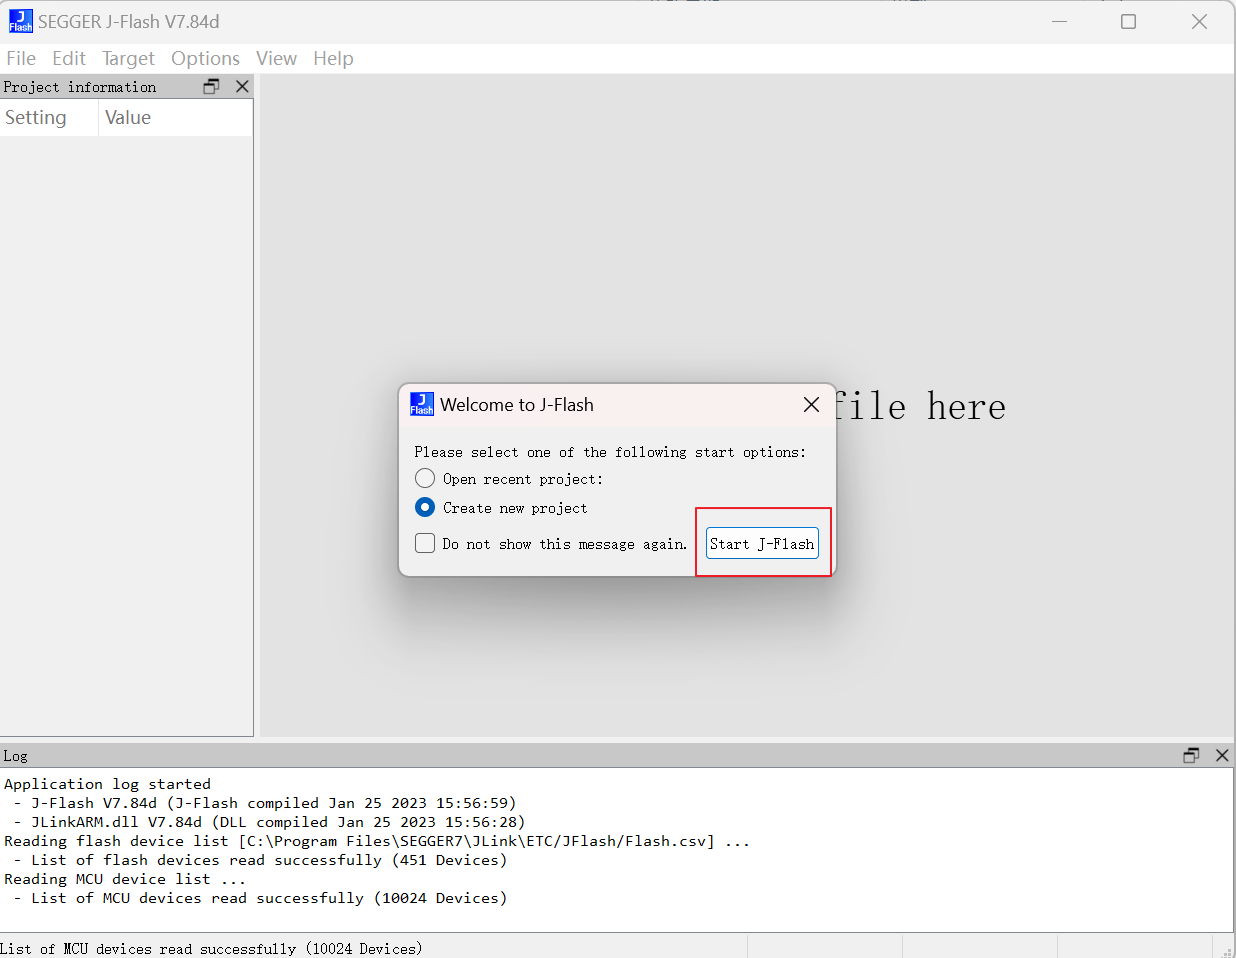 J
Flash
SEGGER J-Flash V7.84d
File Edit Target Options View Help
Project information
Setting Value
file here
J
Flash
Welcome to J-Flash
Please select one of the following start options:
Open recent project:
Create new project
Do not show this message again.
Start J-Flash
Log
Application log started
- J-Flash V7.84d (J-Flash compiled Jan 25 2023 15:56:59)
- JLinkARM.dll V7.84d (DLL compiled Jan 25 2023 15:56:28)
Reading flash device list [C:\Program Files\SEGGER7\JLink\ETC/JFlash/Flash.csv] ...
- List of flash devices read successfully (451 Devices)
Reading MCU device list ...
- List of MCU devices read successfully (10024 Devices)
List of MCU devices read successfully (10024 Devices)